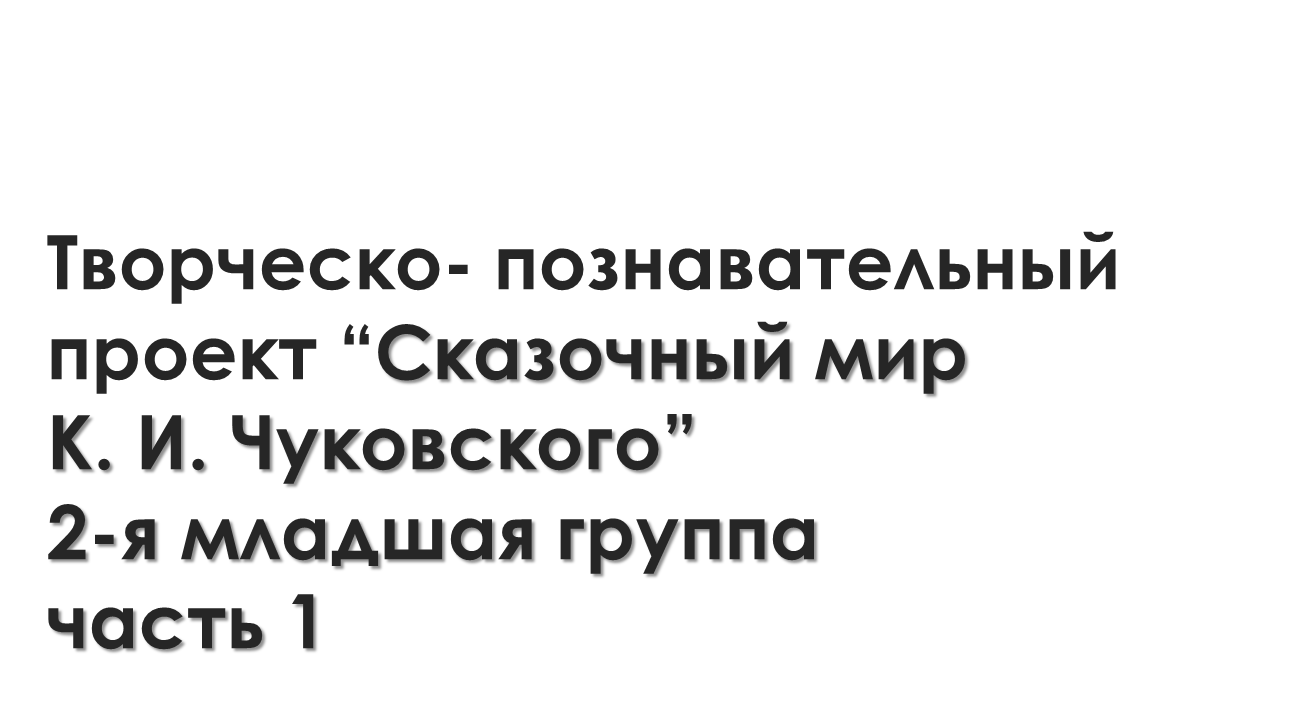 Творческо- познавательный
проект “Сказочный мир
К. И. Чуковского”
2-я младшая группа
часть 1